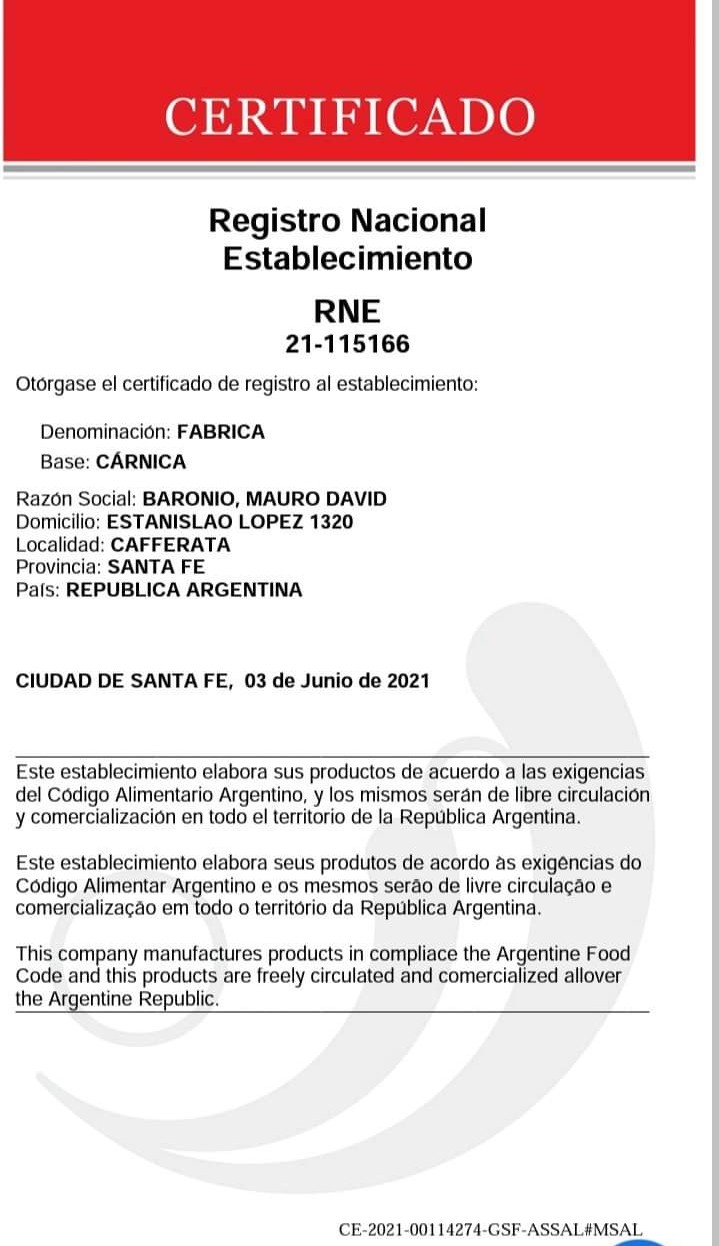 CERTIFICADO
Registro Nacional
Establecimiento
RNE
21-115166
Otórgase el certificado de registro al establecimiento:
Denominación: FABRICA
Base: CÁRNICA
Razón Social: BARONIO, MAURO DAVID
Domicilio: ESTANISLAO LOPEZ 1320
Localidad: CAFFERATA
Provincia: SANTA FE
País: REPUBLICA ARGENTINA
CIUDAD DE SANTA FE, 03 de Junio de 2021
Este establecimiento elabora sus productos de acuerdo a las exigencias
del Código Alimentario Argentino, y los mismos serán de libre circulación
y comercialización en todo el territorio de la República Argentina.
Este establecimiento elabora seus produtos de acordo às exigências do
Código Alimentar Argentino e os mesmos serão de livre circulação e
comercialização em todo o território da República Argentina.
This company manufactures products in compliace the Argentine Food
Code and this products are freely circulated and comercialized allover
the Argentine Republic.
CE-2021-00114274-GSF-ASSAL#MSAL